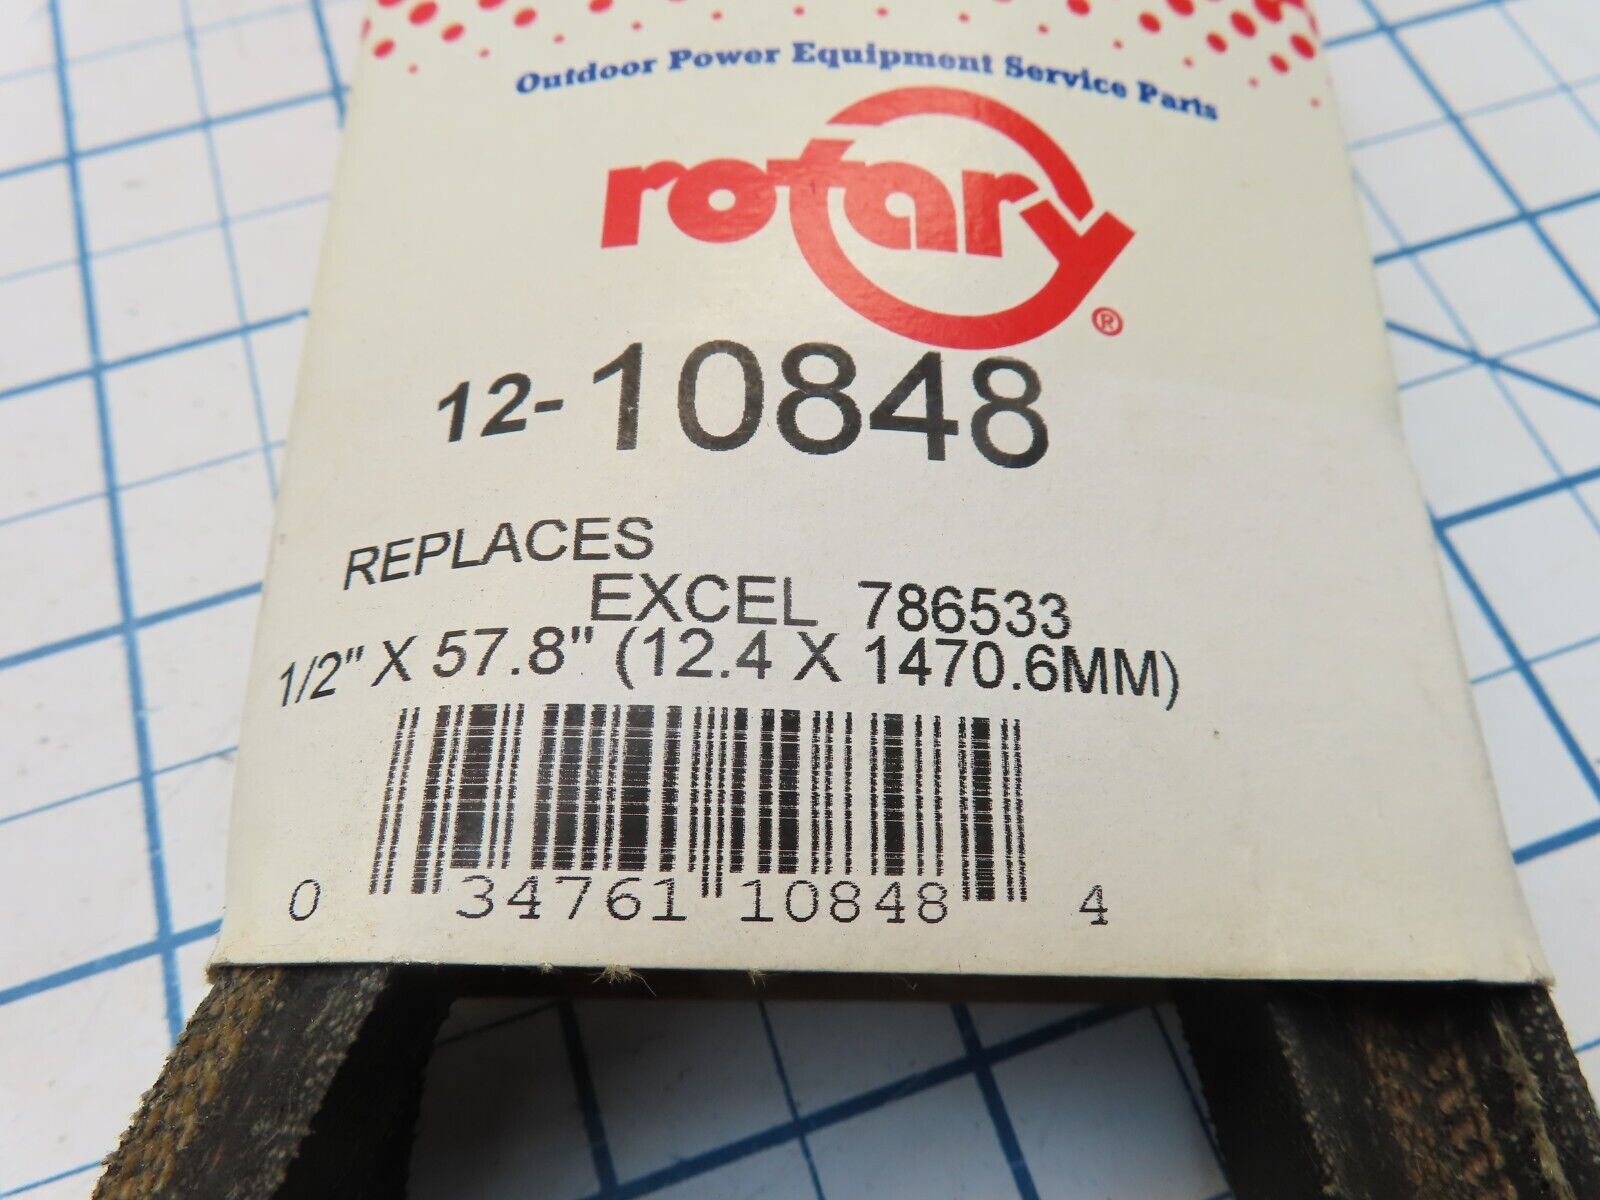 Outdoor Power Equipment Service Parts
rotary®
12-10848
REPLACES
EXCEL 786533
1/2" X 57.8" (12.4 X 1470.6MM)
0 34761 10848 4